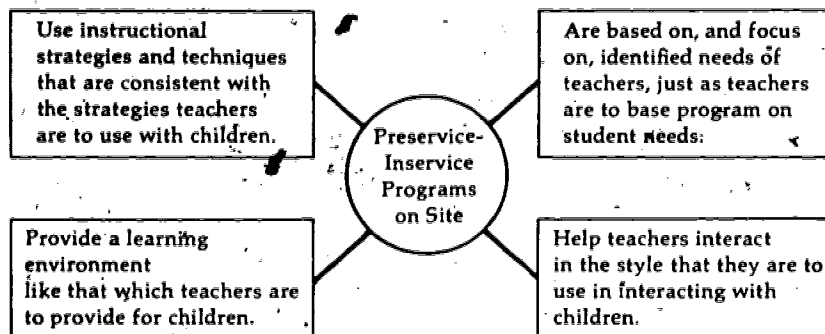 Use instructional
strategies and techniques
that are consistent with
the strategies teachers
are to use with children.
Are based on, and focus
on, identified needs of
teachers, just as teachers
are to base program on
student needs.
Preservice-
Inservice
Programs
on Site
Provide a learning
environment
like that which teachers are
to provide for children.
Help teachers interact
in the style that they are to
use in interacting with
children.